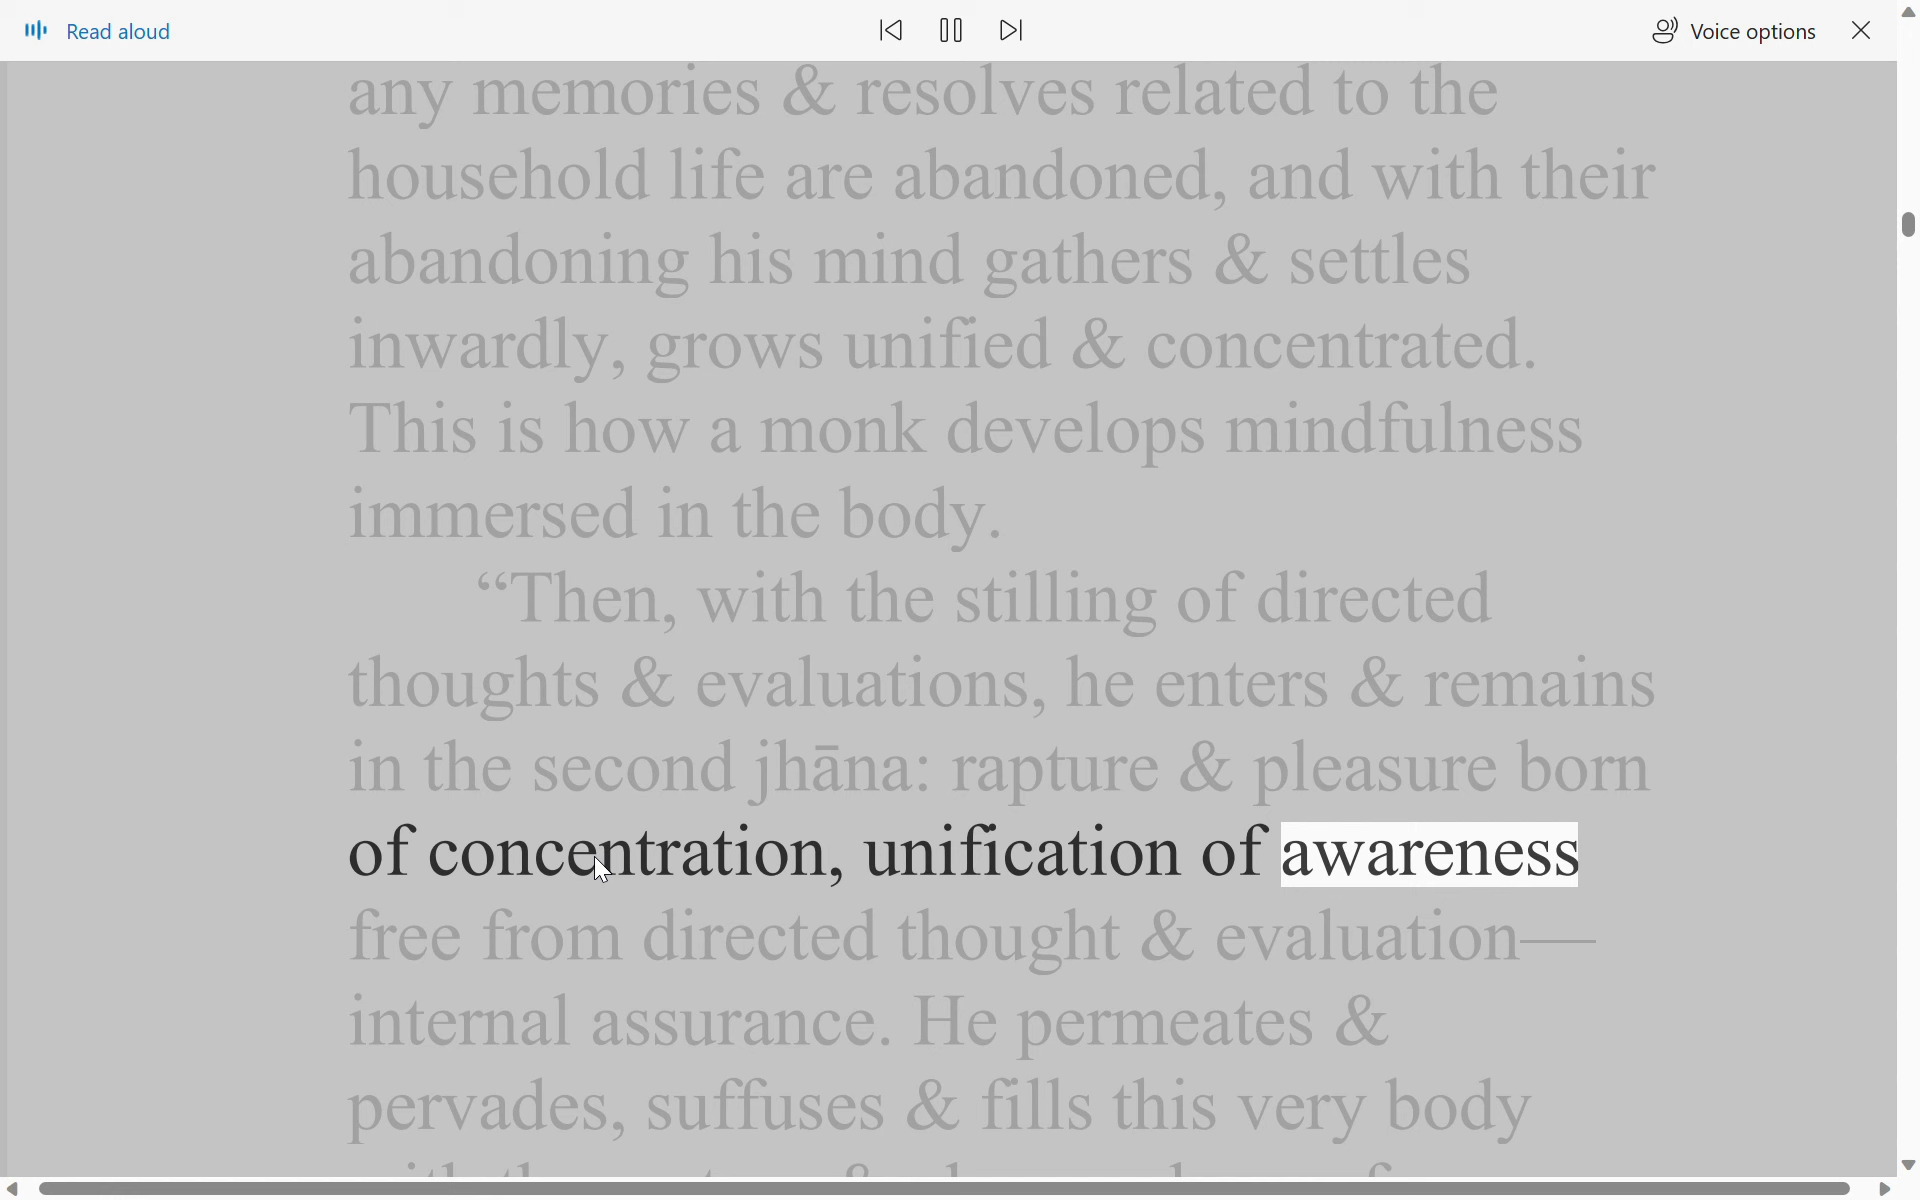 Read aloud
Voice options
any memories & resolves related to the
household life are abandoned, and with their
abandoning his mind gathers & settles
inwardly, grows unified & concentrated.
This is how a monk develops mindfulness
immersed in the body.
“Then, with the stilling of directed
thoughts & evaluations, he enters & remains
in the second jhāna: rapture & pleasure born
of concentration, unification of awareness
free from directed thought & evaluation—
internal assurance. He permeates &
pervades, suffuses & fills this very body